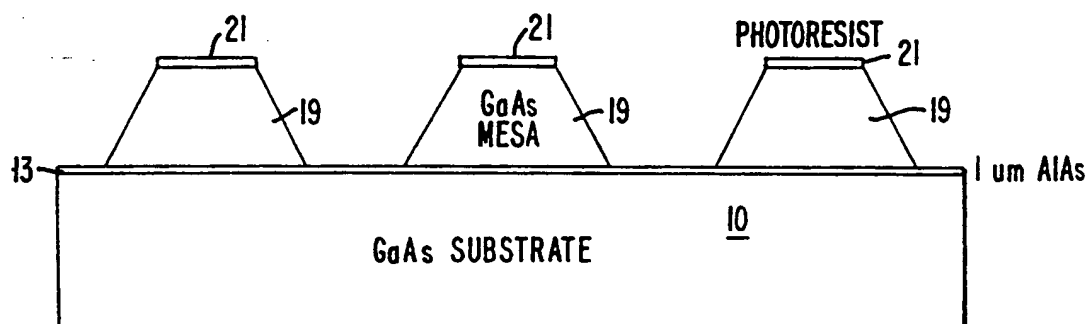 21
21
PHOTORESIST
21
19
GaAs
MESA
19
19
13
1 um AlAs
10
GaAs SUBSTRATE